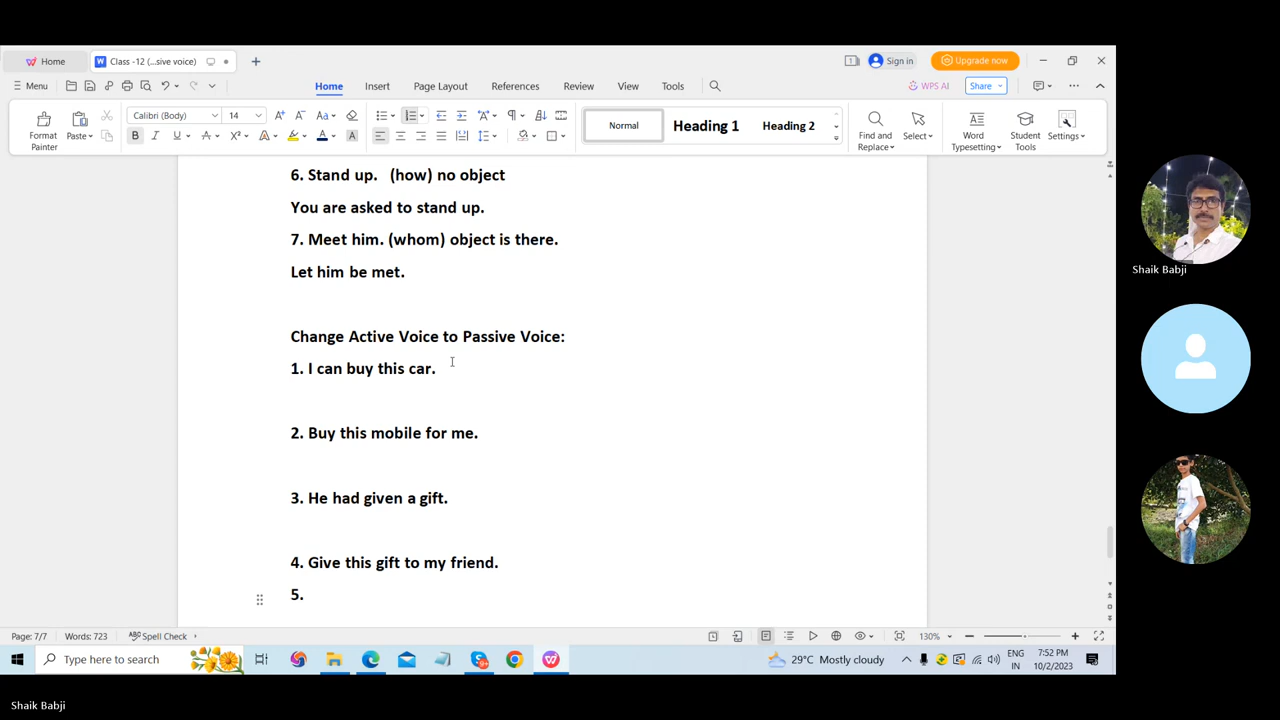 Home
Class -12 (...sive voice)
Sign in
Upgrade now
Menu
Home
Insert
Page Layout
References
Review
View
Tools
WPS AI
Share
Format Painter
Paste
Calibri (Body)
14
Normal
Heading 1
Heading 2
Find and Replace
Select
Word Typesetting
Student Tools
Settings
6. Stand up. (how) no object
You are asked to stand up.
7. Meet him. (whom) object is there.
Let him be met.
Change Active Voice to Passive Voice:
1. I can buy this car.
2. Buy this mobile for me.
3. He had given a gift.
4. Give this gift to my friend.
5.
Shaik Babji
Page: 7/7
Words: 723
Spell Check
130%
Type here to search
29°C Mostly cloudy
ENG
IN
7:52 PM
10/2/2023
Shaik Babji